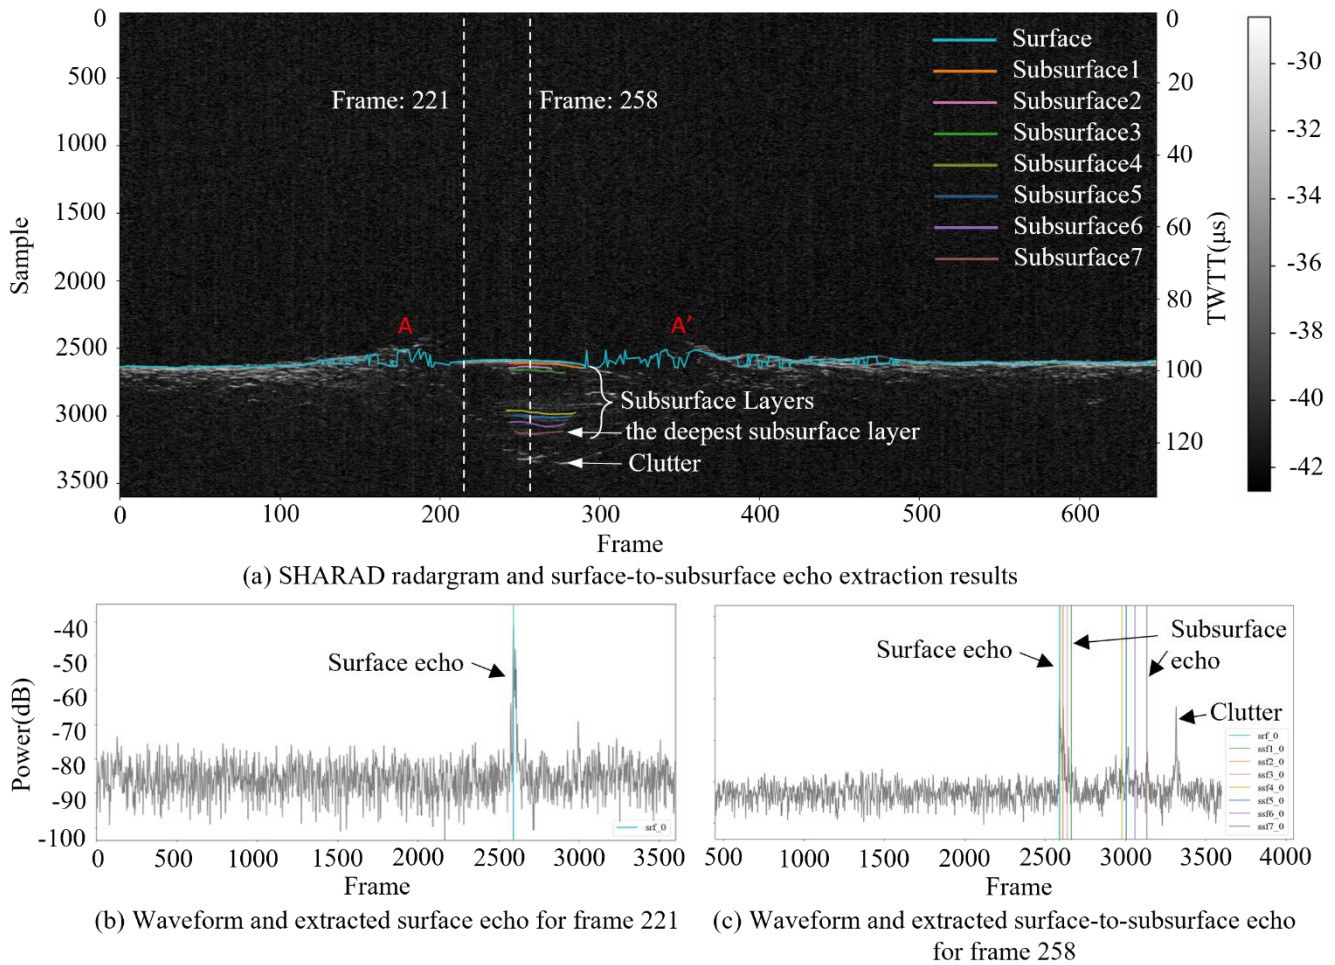 0
500
1000
1500
2000
2500
3000
3500
Sample
0
100
200
300
400
500
600
Frame
0
20
40
60
80
100
120
TWTT(μs)
-30
-32
-34
-36
-38
-40
-42
Frame: 221
Frame: 258
Surface
Subsurface1
Subsurface2
Subsurface3
Subsurface4
Subsurface5
Subsurface6
Subsurface7
A
A'
Subsurface Layers
the deepest subsurface layer
Clutter
(a) SHARAD radargram and surface-to-subsurface echo extraction results
-40
-50
-60
-70
-80
-90
-100
Power(dB)
Surface echo
srf_0
0 500 1000 1500 2000 2500 3000 3500
Frame
(b) Waveform and extracted surface echo for frame 221
Surface echo
Subsurface
echo
Clutter
srf_0
ssf1_0
ssf2_0
ssf3_0
ssf4_0
ssf5_0
ssf6_0
ssf7_0
500 1000 1500 2000 2500 3000 3500 4000
Frame
(c) Waveform and extracted surface-to-subsurface echo
for frame 258